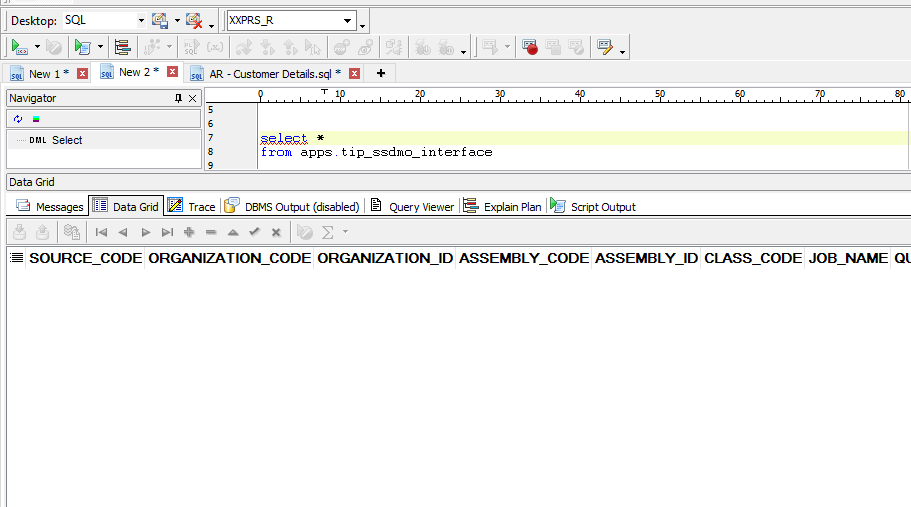 Desktop: SQL XXPRS_R
New 1 * New 2 * AR - Customer Details.sql *
Navigator
0 10 20 30 40 50 60 70 80
DML Select
5
6
7 select *
8 from apps.tip_ssdmo_interface
9
Data Grid
Messages Data Grid Trace DBMS Output (disabled) Query Viewer Explain Plan Script Output
SOURCE_CODE ORGANIZATION_CODE ORGANIZATION_ID ASSEMBLY_CODE ASSEMBLY_ID CLASS_CODE JOB_NAME QU